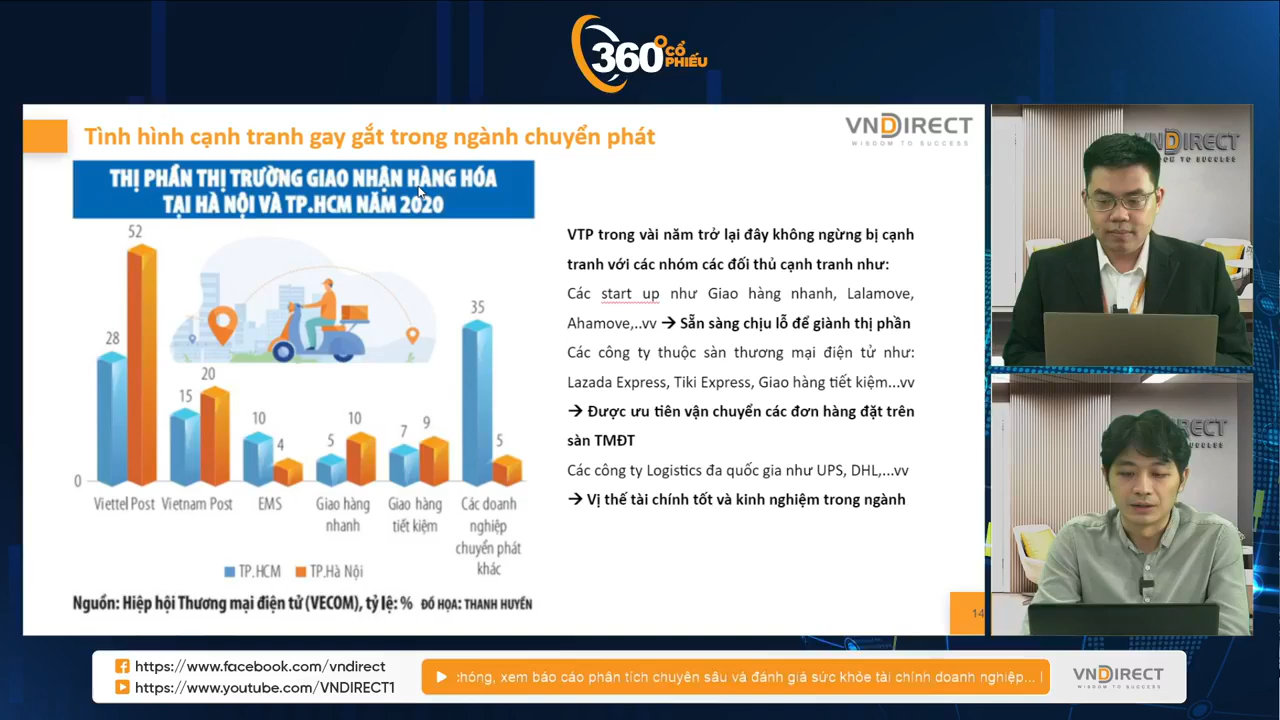 360° CỔ PHIẾU
Tình hình cạnh tranh gay gắt trong ngành chuyển phát
VNDIRECT
WISDOM TO SUCCESS
THỊ PHẦN THỊ TRƯỜNG GIAO NHẬN HÀNG HÓA
TẠI HÀ NỘI VÀ TP.HCM NĂM 2020
28
52
15
20
10
4
5
10
7
9
35
5
0
Viettel Post
Vietnam Post
EMS
Giao hàng
nhanh
Giao hàng
tiết kiệm
Các doanh
nghiệp
chuyển phát
khác
TP.HCM
TP.Hà Nội
Nguồn: Hiệp hội Thương mại điện tử (VECOM), tỷ lệ: % ĐỒ HỌA: THANH HUYỀN
VTP trong vài năm trở lại đây không ngừng bị cạnh
tranh với các nhóm các đối thủ cạnh tranh như:
Các start up như Giao hàng nhanh, Lalamove,
Ahamove,..vv → Sẵn sàng chịu lỗ để giành thị phần
Các công ty thuộc sàn thương mại điện tử như:
Lazada Express, Tiki Express, Giao hàng tiết kiệm...vv
→ Được ưu tiên vận chuyển các đơn hàng đặt trên
sàn TMĐT
Các công ty Logistics đa quốc gia như UPS, DHL,...vv
→ Vị thế tài chính tốt và kinh nghiệm trong ngành
14
VNDIRECT
WISDOM TO SUCCESS
https://www.facebook.com/vndirect
https://www.youtube.com/VNDIRECT1
chóng, xem báo cáo phân tích chuyên sâu và đánh giá sức khỏe tài chính doanh nghiệp...
VNDIRECT
WISDOM TO SUCCESS